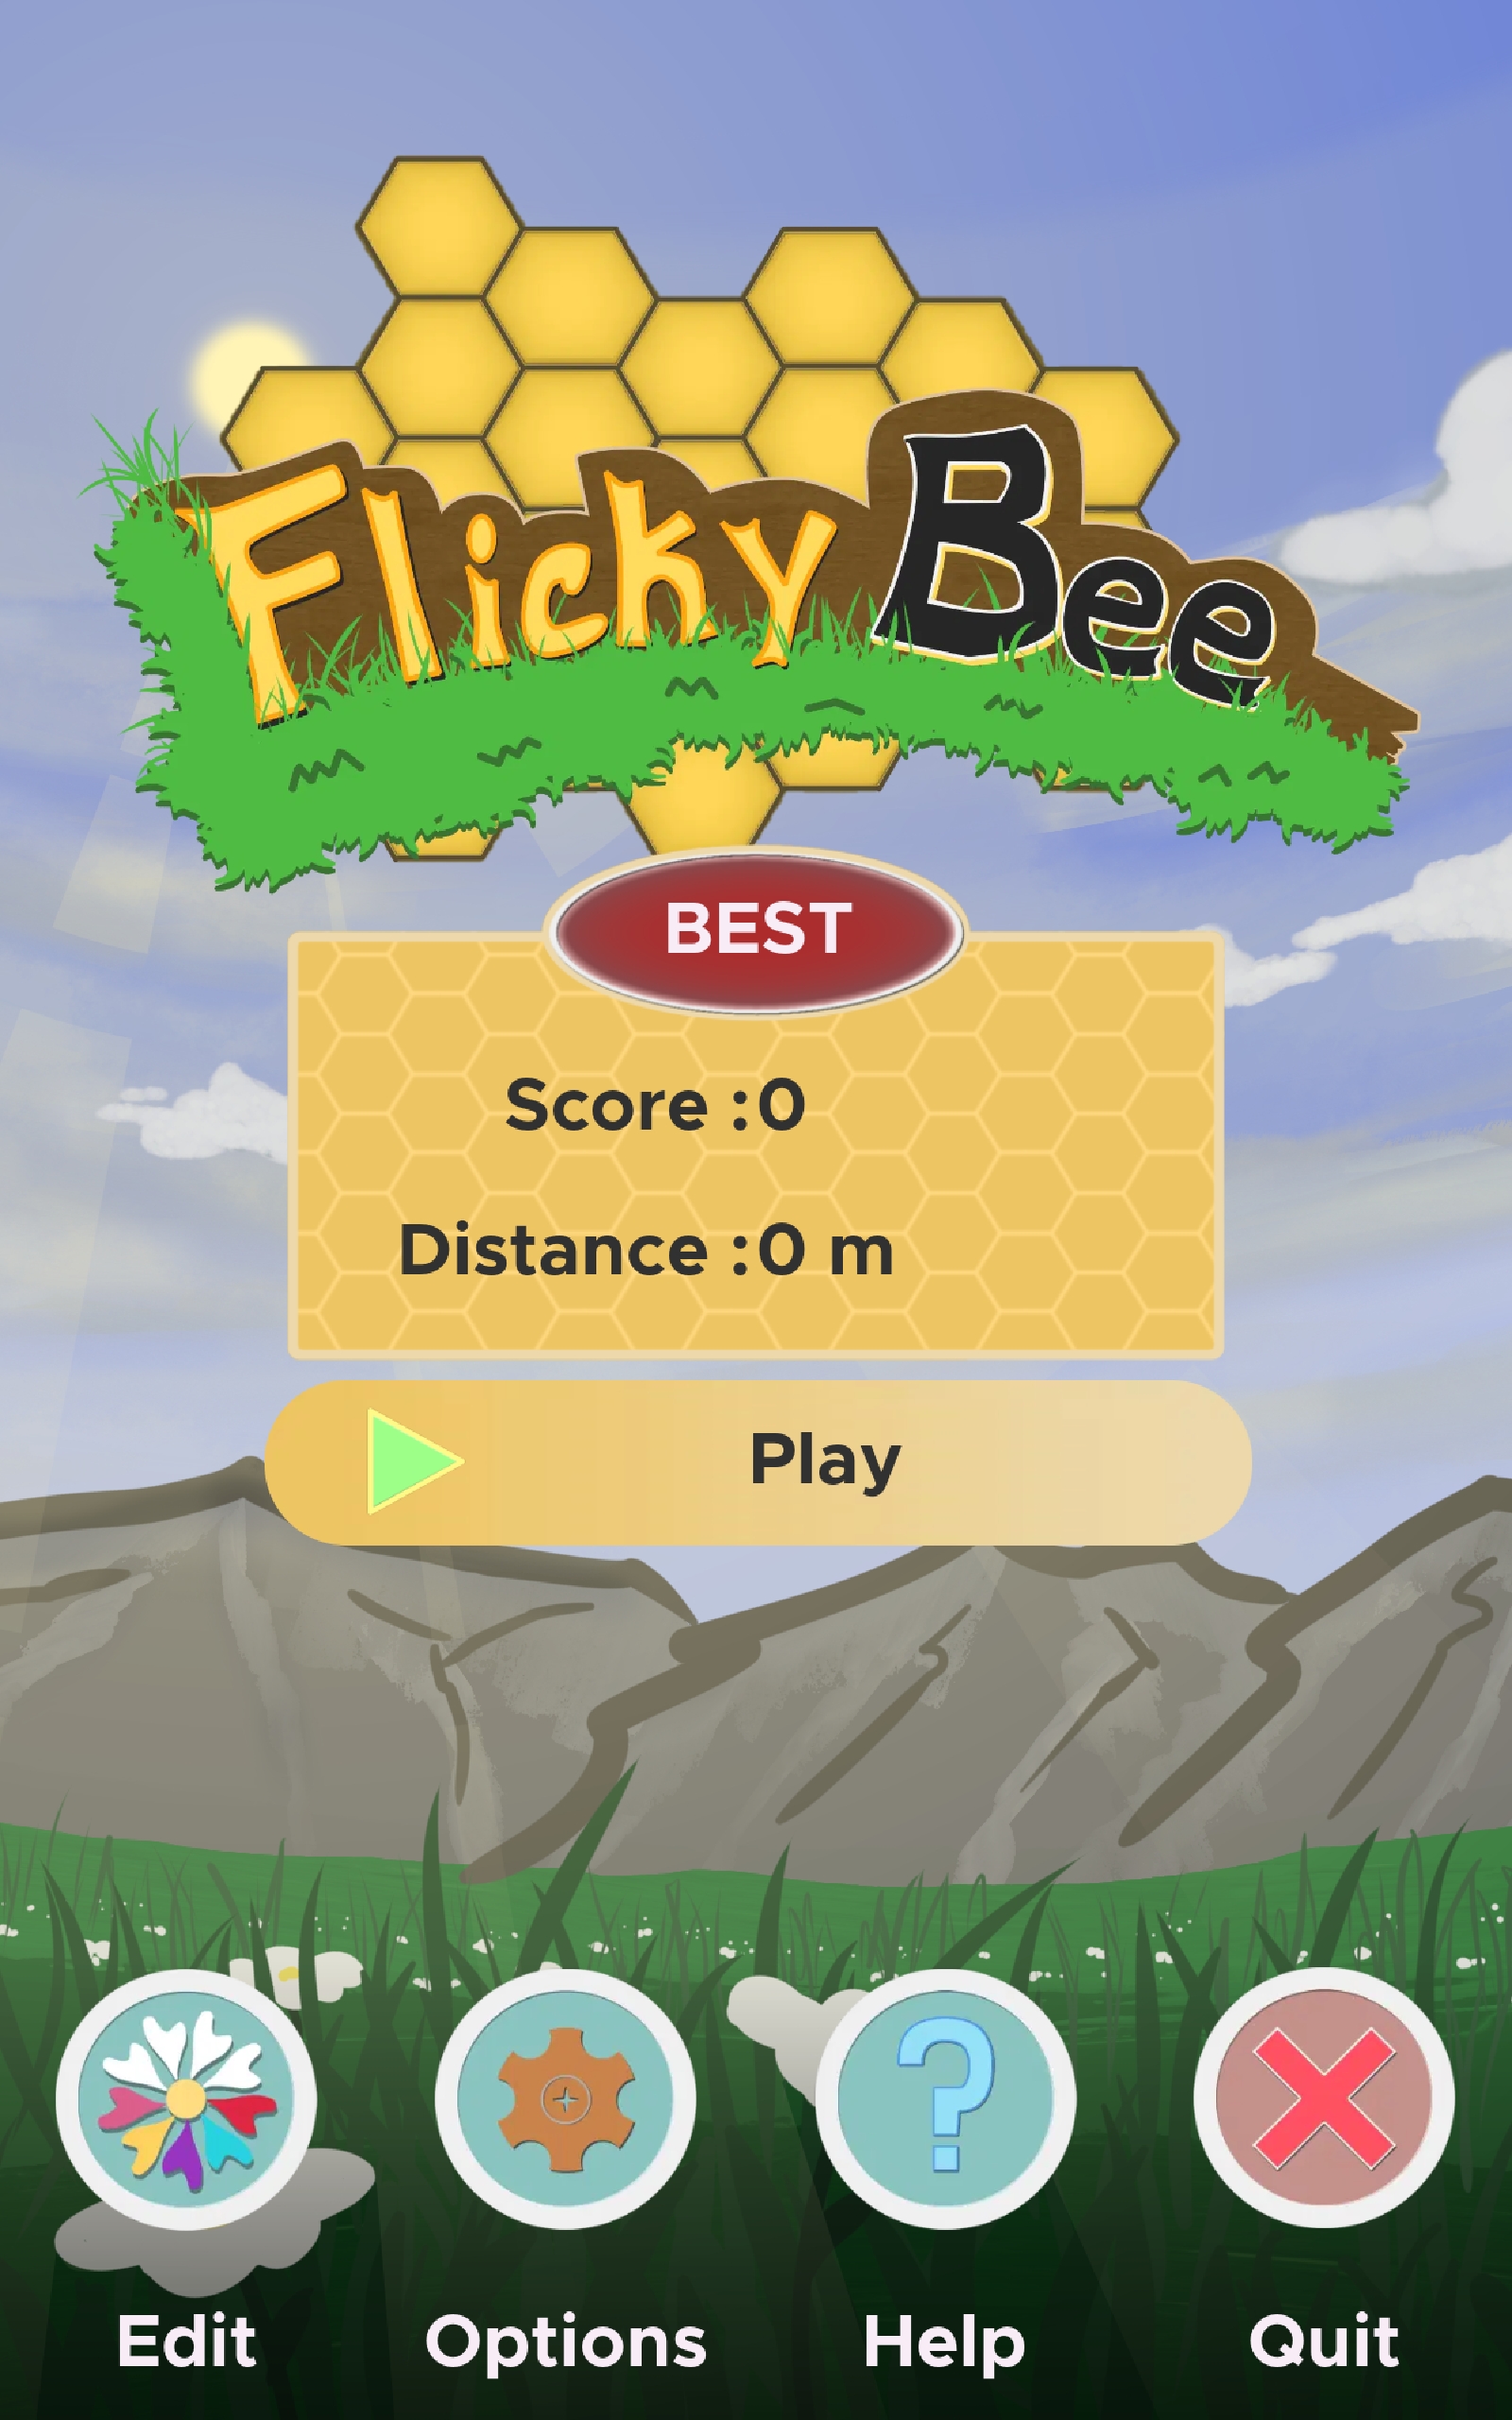 Flicky Bee
BEST
Score :0
Distance :0 m
Play
Edit Options Help Quit